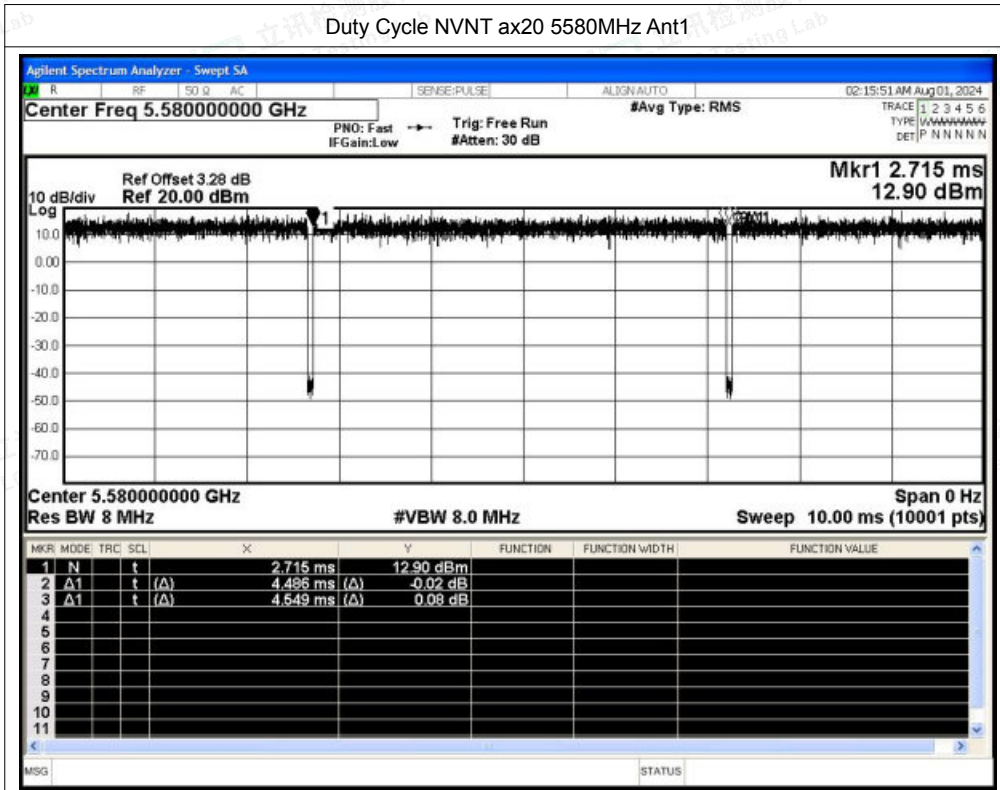 Duty Cycle NVNT ax20 5580MHz Ant1
Agilent Spectrum Analyzer - Swept SA
R RF 50 Ω AC SENSE:PULSE ALIGN AUTO 02:15:51 AM Aug 01, 2024
Center Freq 5.580000000 GHz #Avg Type: RMS TRACE 1 2 3 4 5 6
PNO: Fast Trig: Free Run TYPE
IFGain:Low #Atten: 30 dB DET P N N N N N
Mkr1 2.715 ms
Ref Offset 3.28 dB
10 dB/div Ref 20.00 dBm 12.90 dBm
Log
1
10.0
0.00
-10.0
-20.0
-30.0
-40.0
-50.0
-60.0
-70.0
Center 5.580000000 GHz Span 0 Hz
Res BW 8 MHz #VBW 8.0 MHz Sweep 10.00 ms (10001 pts)
MKR MODE TRC SCL X Y FUNCTION FUNCTION WIDTH FUNCTION VALUE
1 N t 2.715 ms 12.90 dBm
2 Δ1 t (Δ) 4.486 ms (Δ) -0.02 dB
3 Δ1 t (Δ) 4.549 ms (Δ) 0.08 dB
4
5
6
7
8
9
10
11
MSG STATUS